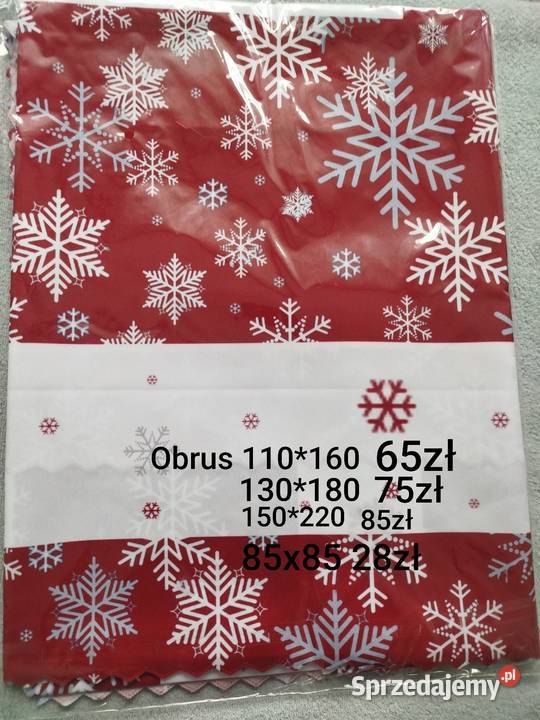 Obrus 110*160 65zł
130*180 75zł
150*220 85zł
85x85 28zł
Sprzedajemy.pl